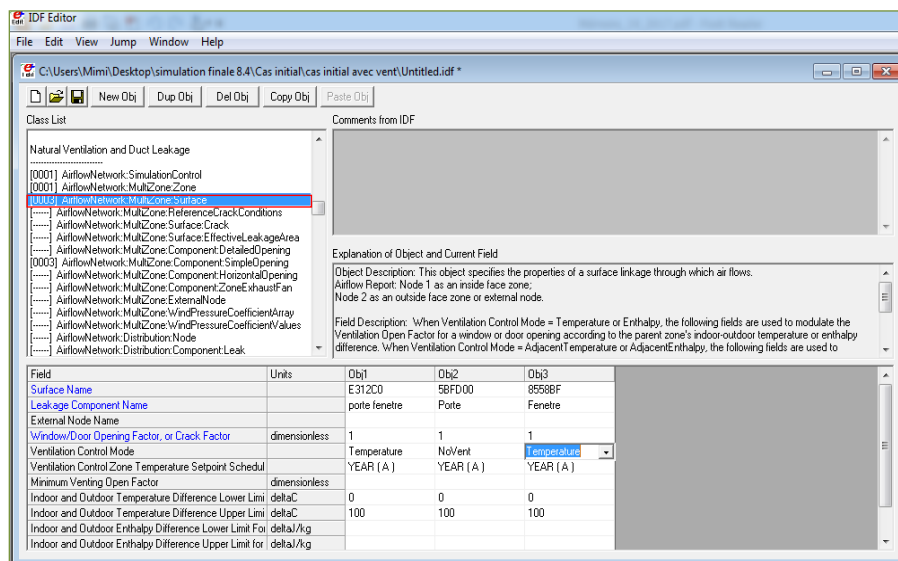 IDF Editor
File Edit View Jump Window Help
C:\Users\Mimi\Desktop\simulation finale 8.4\Cas initial\cas initial avec vent\Untitled.idf *
New Obj Dup Obj Del Obj Copy Obj Paste Obj
Class List
Comments from IDF
Natural Ventilation and Duct Leakage
--------------------------
[0001] AirflowNetwork:SimulationControl
[0001] AirflowNetwork:MultiZone:Zone
[0003] AirflowNetwork:MultiZone:Surface
[------] AirflowNetwork:MultiZone:ReferenceCrackConditions
[------] AirflowNetwork:MultiZone:Surface:Crack
[------] AirflowNetwork:MultiZone:Surface:EffectiveLeakageArea
[------] AirflowNetwork:MultiZone:Component:DetailedOpening
[0003] AirflowNetwork:MultiZone:Component:SimpleOpening
[------] AirflowNetwork:MultiZone:Component:HorizontalOpening
[------] AirflowNetwork:MultiZone:Component:ZoneExhaustFan
[------] AirflowNetwork:MultiZone:ExternalNode
[------] AirflowNetwork:MultiZone:WindPressureCoefficientArray
[------] AirflowNetwork:MultiZone:WindPressureCoefficientValues
[------] AirflowNetwork:Distribution:Node
[------] AirflowNetwork:Distribution:Component:Leak
Explanation of Object and Current Field
Object Description: This object specifies the properties of a surface linkage through which air flows.
Airflow Report: Node 1 as an inside face zone;
Node 2 as an outside face zone or external node.
Field Description: When Ventilation Control Mode = Temperature or Enthalpy, the following fields are used to modulate the
Ventilation Open Factor for a window or door opening according to the parent zone's indoor-outdoor temperature or enthalpy
difference. When Ventilation Control Mode = AdjacentTemperature or AdjacentEnthalpy, the following fields are used to
Field Units Obj1 Obj2 Obj3
Surface Name E312C0 5BFD00 8558BF
Leakage Component Name porte fenetre Porte Fenetre
External Node Name
Window/Door Opening Factor, or Crack Factor dimensionless 1 1 1
Ventilation Control Mode Temperature NoVent Temperature
Ventilation Control Zone Temperature Setpoint Schedul YEAR ( A ) YEAR ( A ) YEAR ( A )
Minimum Venting Open Factor dimensionless
Indoor and Outdoor Temperature Difference Lower Limi deltaC 0 0 0
Indoor and Outdoor Temperature Difference Upper Limi deltaC 100 100 100
Indoor and Outdoor Enthalpy Difference Lower Limit For deltaJ/kg
Indoor and Outdoor Enthalpy Difference Upper Limit for deltaJ/kg